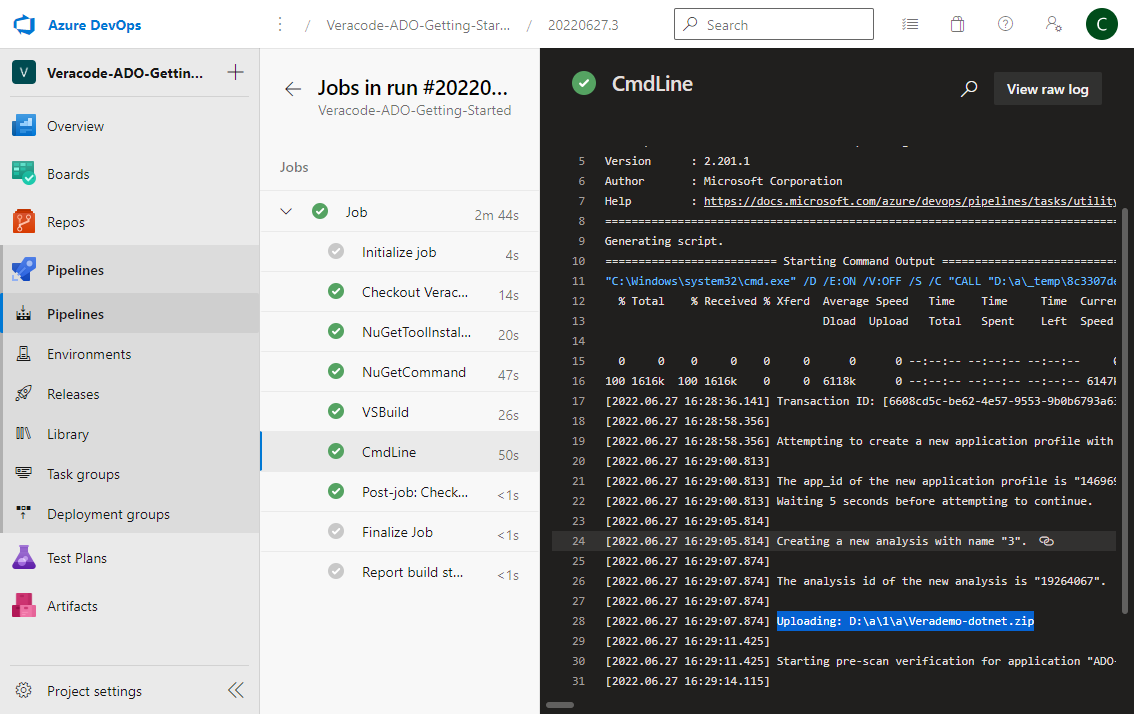 Azure DevOps
/ Veracode-ADO-Getting-Star... / 20220627.3
Search
C
V Veracode-ADO-Gettin...
Overview
Boards
Repos
Pipelines
Pipelines
Environments
Releases
Library
Task groups
Deployment groups
Test Plans
Artifacts
Project settings
Jobs in run #20220...
Veracode-ADO-Getting-Started
Jobs
Job 2m 44s
Initialize job 4s
Checkout Verac... 14s
NuGetToolInstal... 20s
NuGetCommand 47s
VSBuild 26s
CmdLine 50s
Post-job: Check... <1s
Finalize Job <1s
Report build st... <1s
CmdLine
View raw log
5 Version : 2.201.1
6 Author : Microsoft Corporation
7 Help : https://docs.microsoft.com/azure/devops/pipelines/tasks/utility
8 ==============================================================================
9 Generating script.
10 ========================== Starting Command Output ===========================
11 "C:\Windows\system32\cmd.exe" /D /E:ON /V:OFF /S /C "CALL "D:\a\_temp\8c3307de
12 % Total % Received % Xferd Average Speed Time Time Time Curren
13 Dload Upload Total Spent Left Speed
14
15 0 0 0 0 0 0 0 0 --:--:-- --:--:-- --:--:-- 0
16 100 1616k 100 1616k 0 0 6118k 0 --:--:-- --:--:-- --:--:-- 6147k
17 [2022.06.27 16:28:36.141] Transaction ID: [6608cd5c-be62-4e57-9553-9b0b6793a63
18 [2022.06.27 16:28:58.356]
19 [2022.06.27 16:28:58.356] Attempting to create a new application profile with
20 [2022.06.27 16:29:00.813]
21 [2022.06.27 16:29:00.813] The app_id of the new application profile is "146969
22 [2022.06.27 16:29:00.813] Waiting 5 seconds before attempting to continue.
23 [2022.06.27 16:29:05.814]
24 [2022.06.27 16:29:05.814] Creating a new analysis with name "3".
25 [2022.06.27 16:29:07.874]
26 [2022.06.27 16:29:07.874] The analysis id of the new analysis is "19264067".
27 [2022.06.27 16:29:07.874]
28 [2022.06.27 16:29:07.874] Uploading: D:\a\1\a\Verademo-dotnet.zip
29 [2022.06.27 16:29:11.425]
30 [2022.06.27 16:29:11.425] Starting pre-scan verification for application "ADO-
31 [2022.06.27 16:29:14.115]